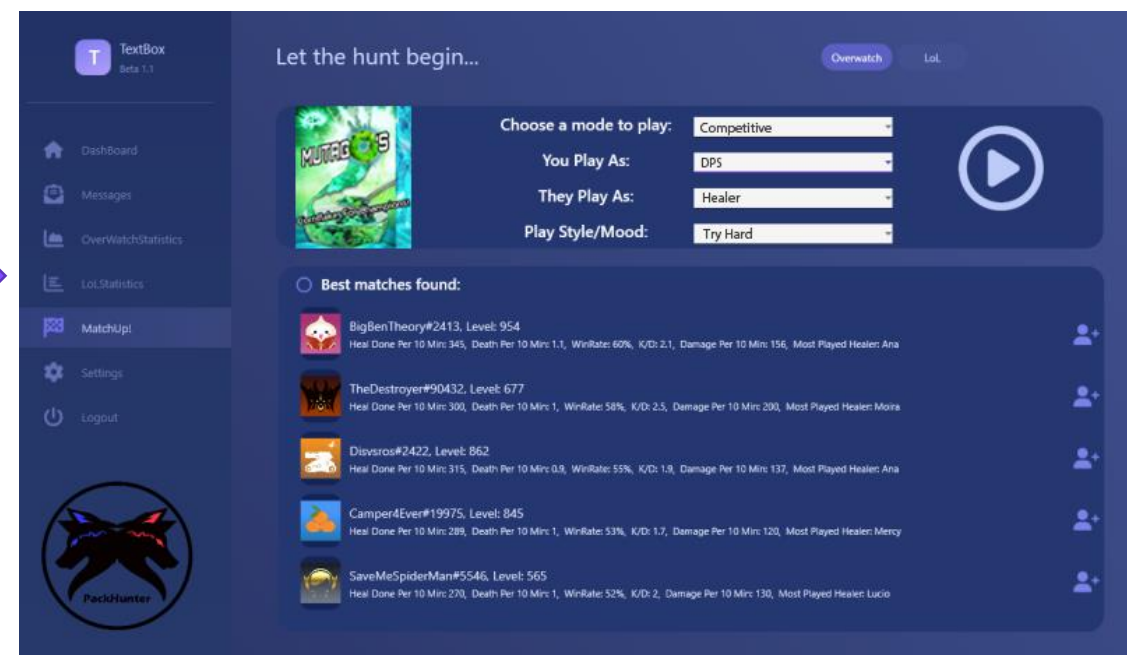 T
TextBox
Beta 1.1
DashBoard
Messages
OverWatchStatistics
LoLStatistics
MatchUp!
Settings
Logout
PackHunter
Let the hunt begin...
Overwatch
LoL
MUTAG S
Choose a mode to play: Competitive
You Play As: DPS
They Play As: Healer
Play Style/Mood: Try Hard
Best matches found:
BigBenTheory#2413, Level: 954
Heal Done Per 10 Min: 345, Death Per 10 Min: 1.1, WinRate: 60%, K/D: 2.1, Damage Per 10 Min: 156, Most Played Healer: Ana
TheDestroyer#90432, Level: 677
Heal Done Per 10 Min: 300, Death Per 10 Min: 1, WinRate: 58%, K/D: 2.5, Damage Per 10 Min: 200, Most Played Healer: Moira
Disvsros#2422, Level: 862
Heal Done Per 10 Min: 315, Death Per 10 Min: 0.9, WinRate: 55%, K/D: 1.9, Damage Per 10 Min: 137, Most Played Healer: Ana
Camper4Ever#19975, Level: 845
Heal Done Per 10 Min: 289, Death Per 10 Min: 1, WinRate: 53%, K/D: 1.7, Damage Per 10 Min: 120, Most Played Healer: Mercy
SaveMeSpiderMan#5546, Level: 565
Heal Done Per 10 Min: 270, Death Per 10 Min: 1, WinRate: 52%, K/D: 2, Damage Per 10 Min: 130, Most Played Healer: Lucio